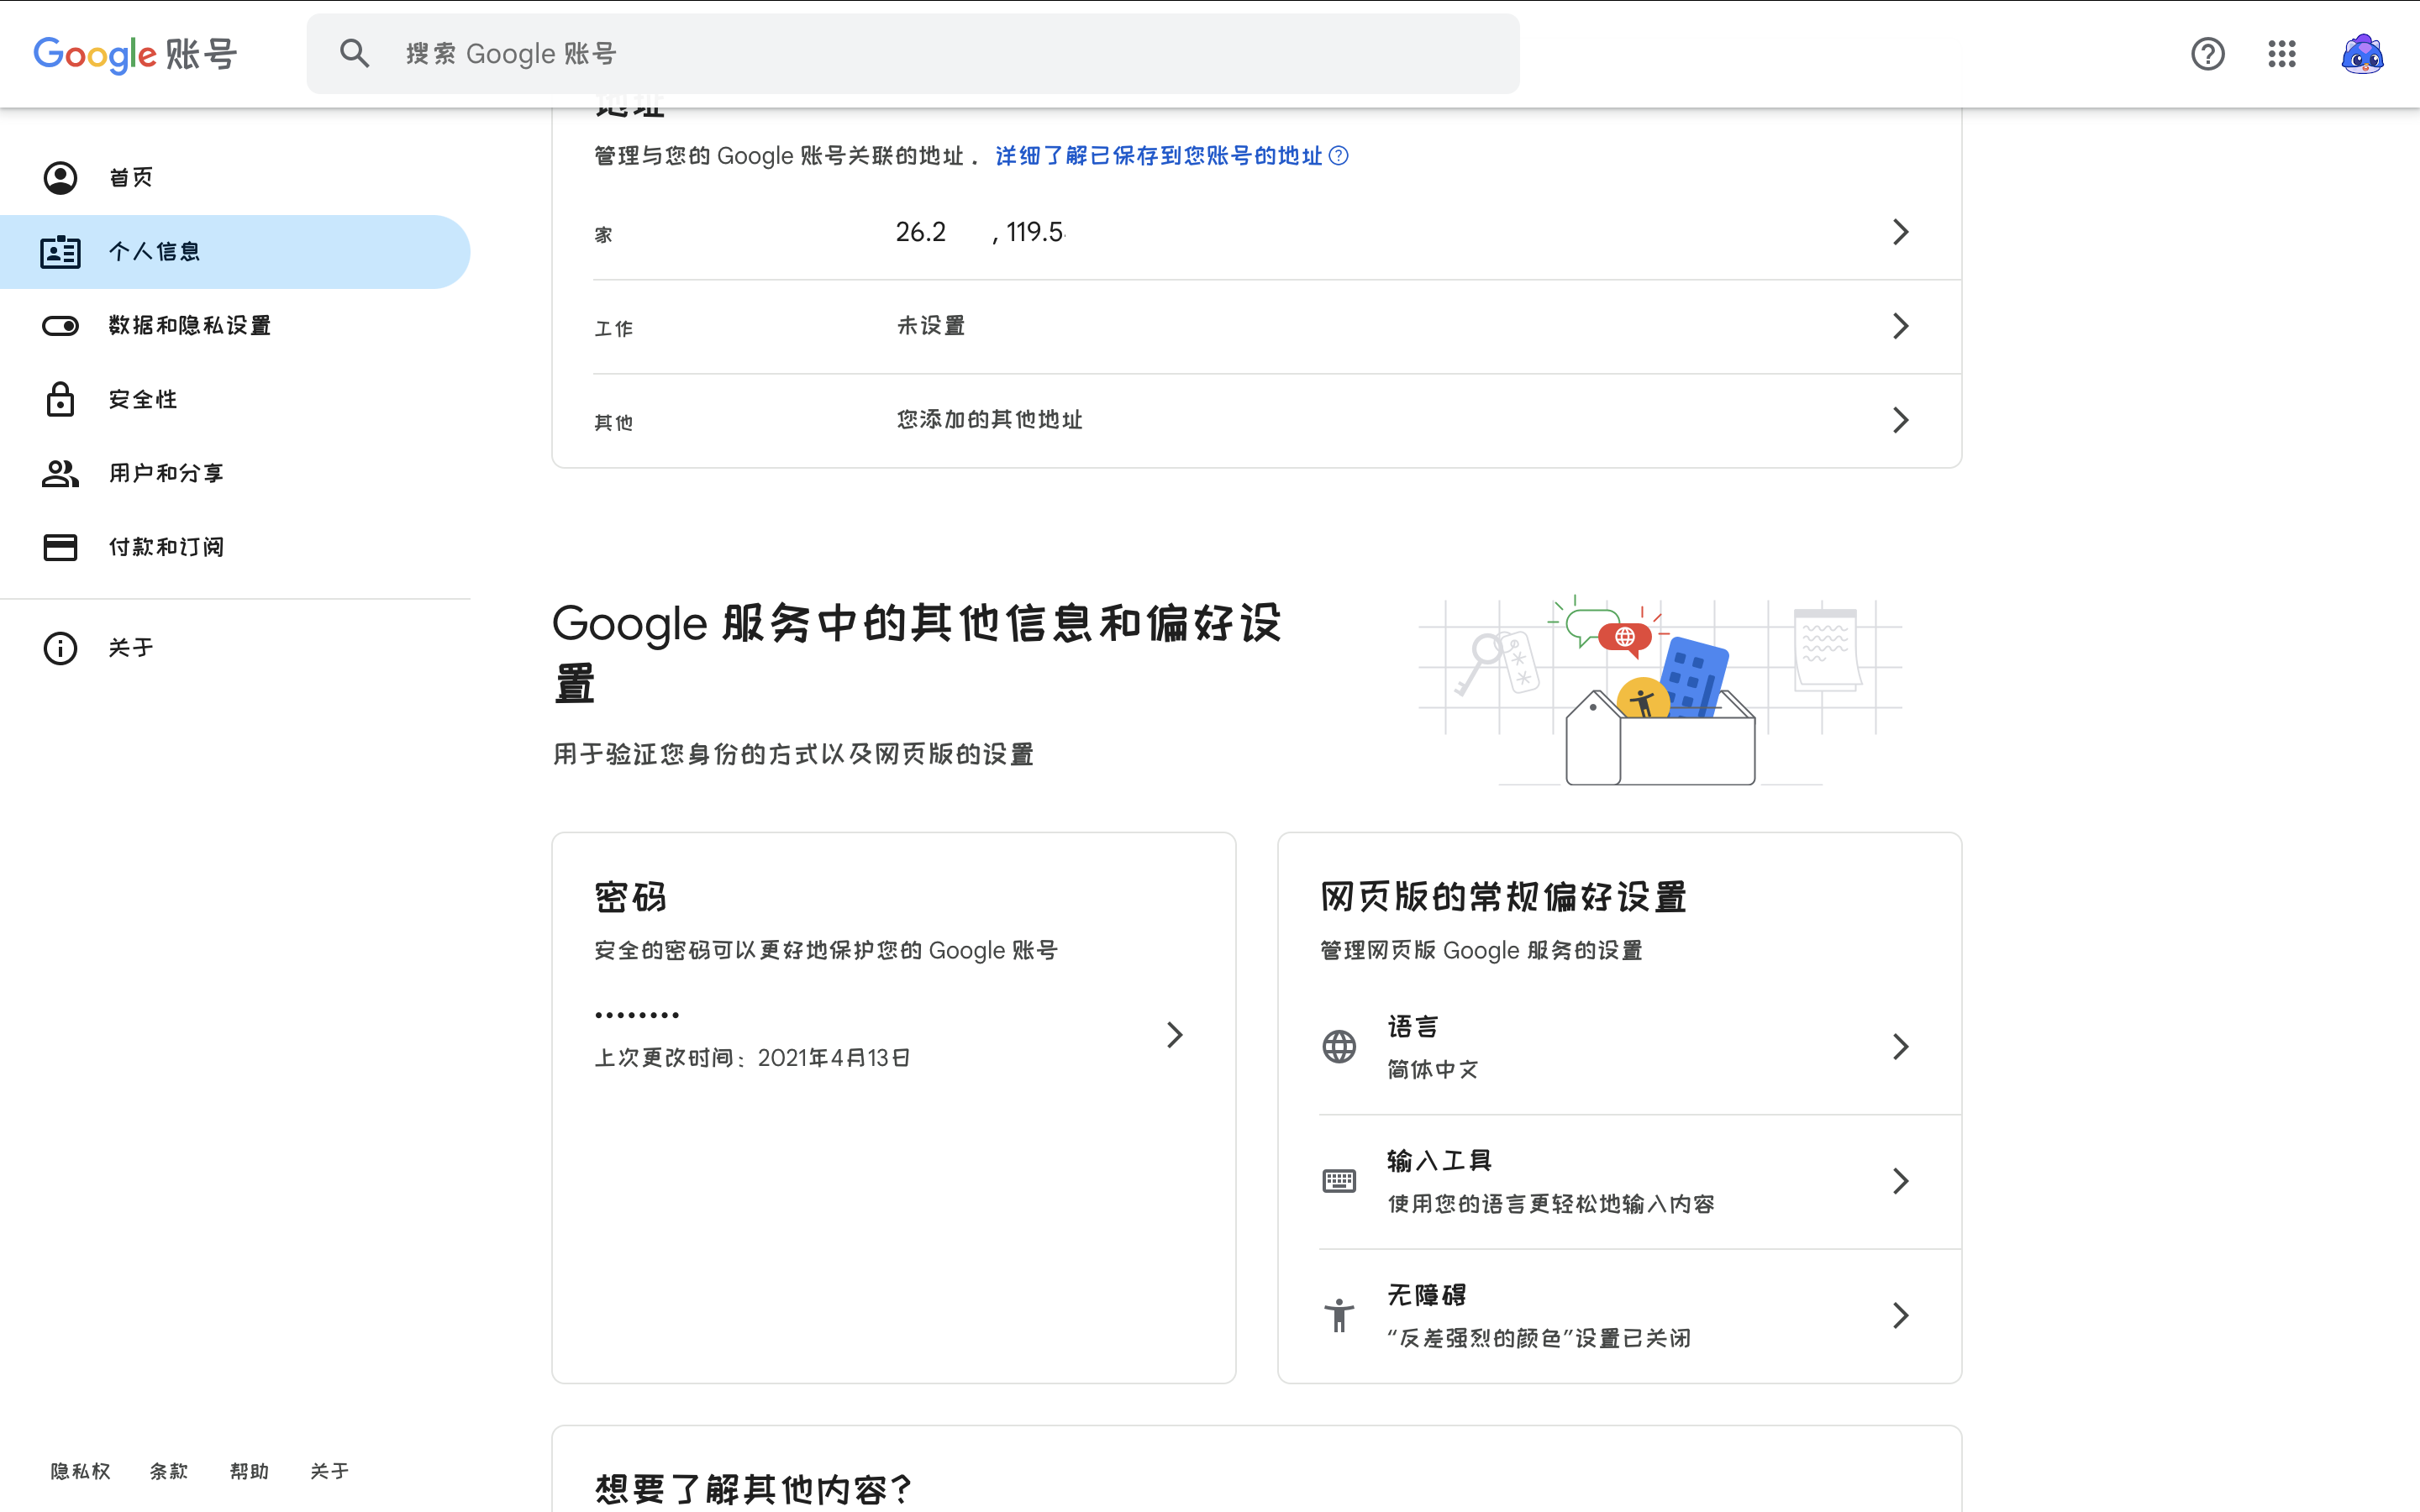 Google 账号
搜索 Google 账号
首页
个人信息
数据和隐私设置
安全性
用户和分享
付款和订阅
关于
隐私权 条款 帮助 关于
地址
管理与您的 Google 账号关联的地址。详细了解已保存到您账号的地址
家 26.2 , 119.5
工作 未设置
其他 您添加的其他地址
Google 服务中的其他信息和偏好设
置
用于验证您身份的方式以及网页版的设置
密码
安全的密码可以更好地保护您的 Google 账号
••••••••
上次更改时间：2021年4月13日
网页版的常规偏好设置
管理网页版 Google 服务的设置
语言
简体中文
输入工具
使用您的语言更轻松地输入内容
无障碍
“反差强烈的颜色”设置已关闭
想要了解其他内容？